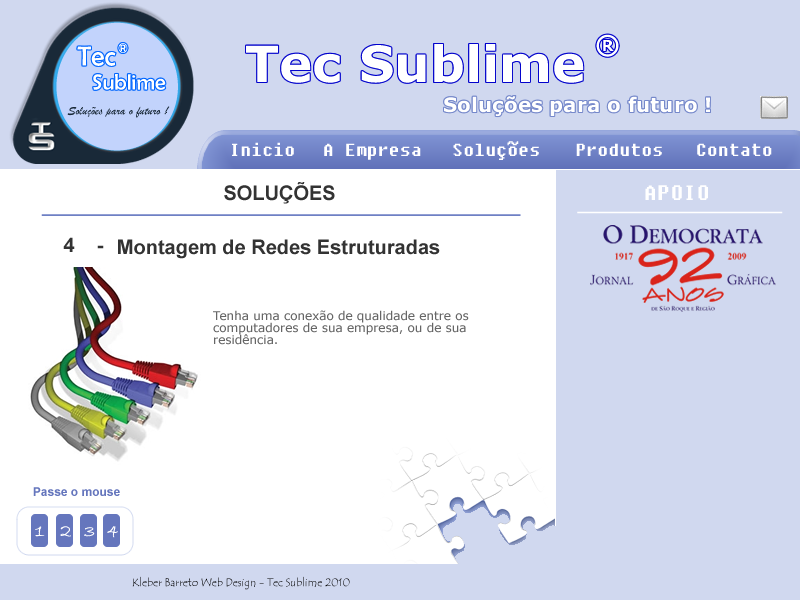 Tec®
Sublime
Soluções para o futuro !
TS
Tec Sublime ®
Soluções para o futuro !
Inicio A Empresa Soluções Produtos Contato
SOLUÇÕES
4 - Montagem de Redes Estruturadas
Tenha uma conexão de qualidade entre os
computadores de sua empresa, ou de sua
residência.
Passe o mouse
1 2 3 4
APOIO
O DEMOCRATA
1917 92 2009
JORNAL ANOS GRÁFICA
DE SÃO ROQUE E REGIÃO
Kleber Barreto Web Design - Tec Sublime 2010